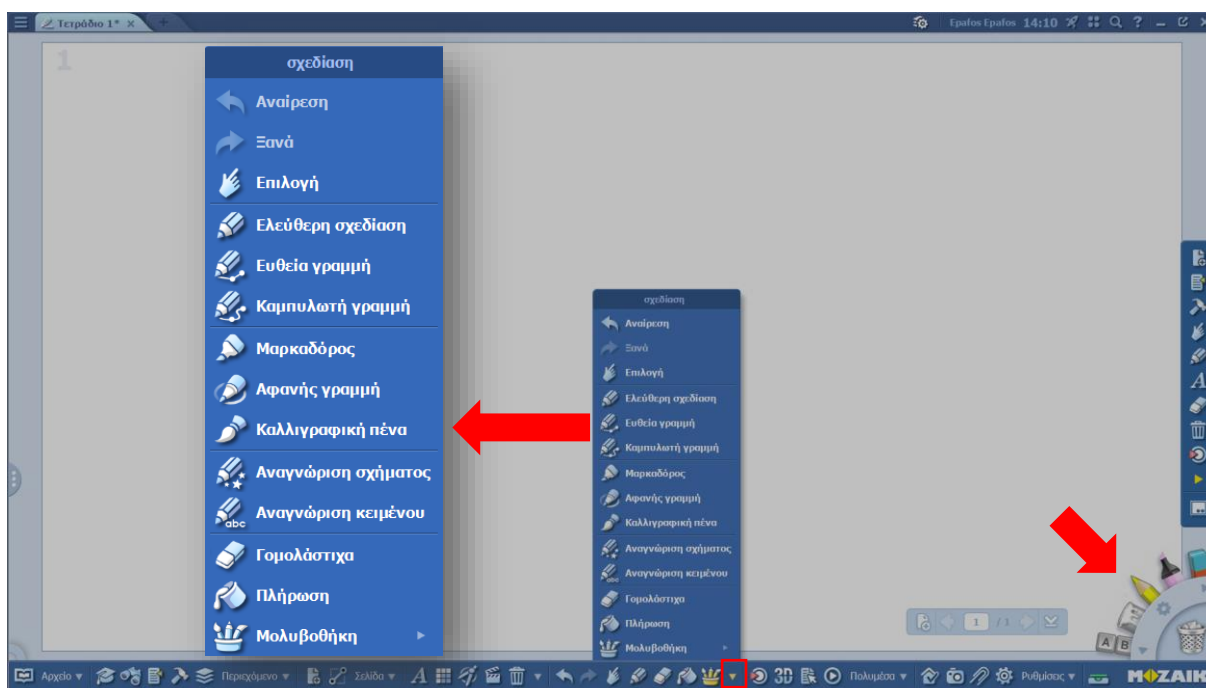 Τετράδιο 1*
Epafos Epafos 14:10
1
σχεδίαση
Αναίρεση
Ξανά
Επιλογή
Ελεύθερη σχεδίαση
Ευθεία γραμμή
Καμπυλωτή γραμμή
Μαρκαδόρος
Αφανής γραμμή
Καλλιγραφική πένα
Αναγνώριση σχήματος
abc
Αναγνώριση κειμένου
Γομολάστιχα
Πλήρωση
Μολυβοθήκη
σχεδίαση
Αναίρεση
Ξανά
Επιλογή
Ελεύθερη σχεδίαση
Ευθεία γραμμή
Καμπυλωτή γραμμή
Μαρκαδόρος
Αφανής γραμμή
Καλλιγραφική πένα
Αναγνώριση σχήματος
Αναγνώριση κειμένου
Γομολάστιχα
Πλήρωση
Μολυβοθήκη
A
1 / 1
A B
Αρχείο Περιεχόμενο Σελίδα A 3D Πολυμέσα Ρυθμίσεις MOZAIK